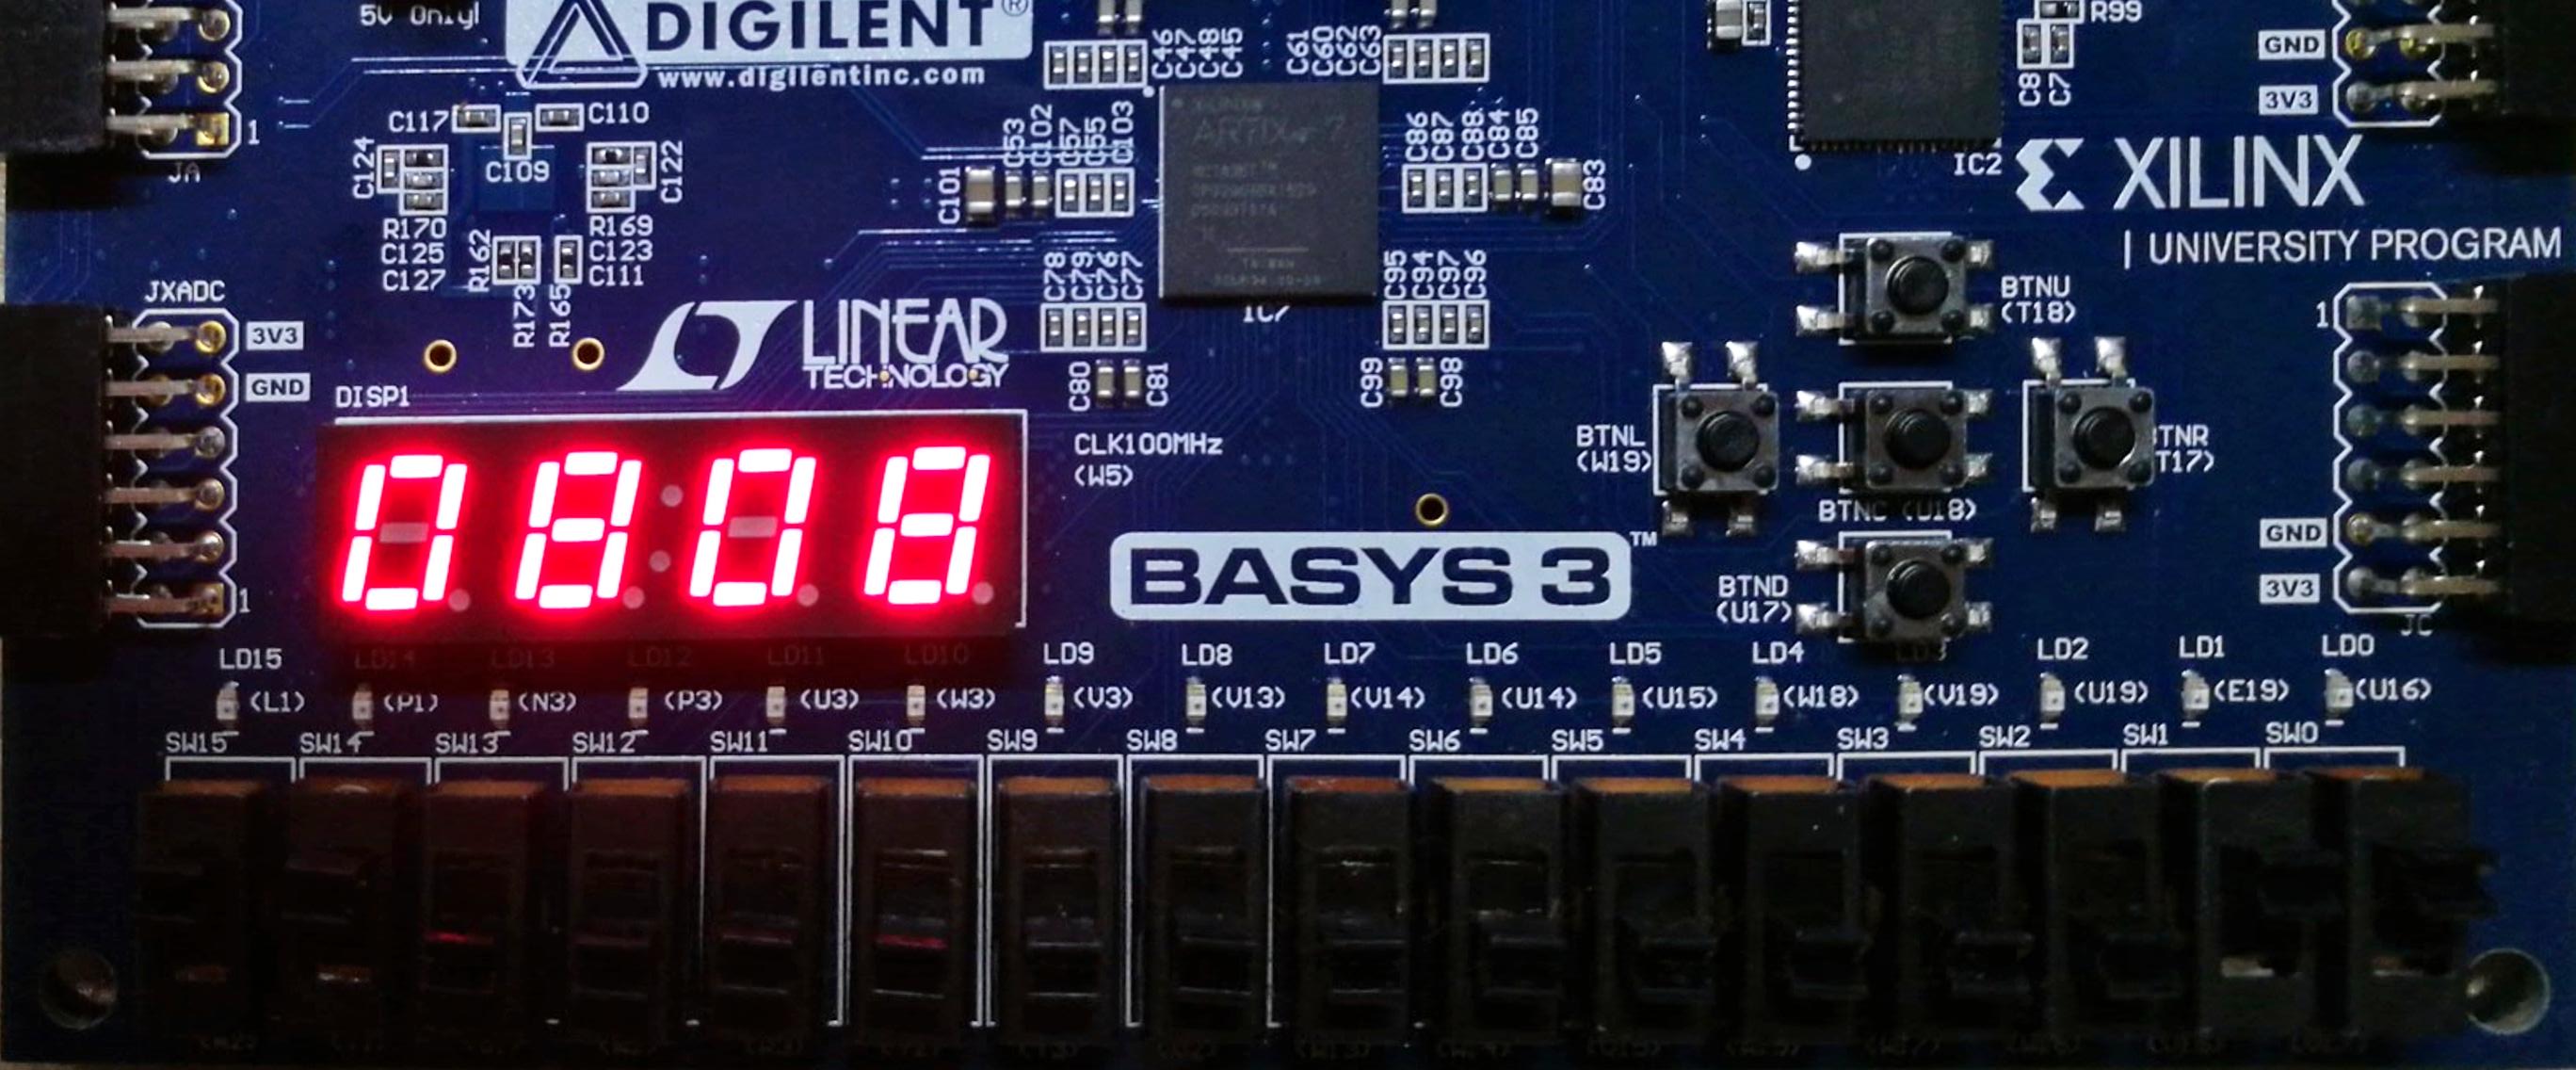 5V Only!
DIGILENT®
www.digilentinc.com
C46
C47
C48
C45
C61
C60
C62
C63
R99
GND
3V3
C8
C7
C117
C110
C109
C124
C122
JA
1
R170
C125
C127
R162
R173
R165
R169
C123
C111
C101
C53
C102
C57
C55
C103
XILINX
ARTIX 7
TAIWAN
C86
C87
C88
C84
C85
C83
IC2
XILINX
| UNIVERSITY PROGRAM
C78
C79
C76
C77
C95
C94
C97
C96
IC7
C80
C81
C99
C98
JXADC
3V3
GND
1
LINEAR
TECHNOLOGY
DISP1
0808
CLK100MHz
(W5)
BASYS 3™
BTNU
(T18)
BTNL
(W19)
BTNC (U18)
BTNR
T17)
BTND
(U17)
1
GND
3V3
JC
LD15 LD14 LD13 LD12 LD11 LD10 LD9 LD8 LD7 LD6 LD5 LD4 LD3 LD2 LD1 LD0
(L1) (P1) (N3) (P3) (U3) (W3) (V3) (V13) (V14) (U14) (U15) (W18) (V19) (U19) (E19) (U16)
SW15 SW14 SW13 SW12 SW11 SW10 SW9 SW8 SW7 SW6 SW5 SW4 SW3 SW2 SW1 SW0